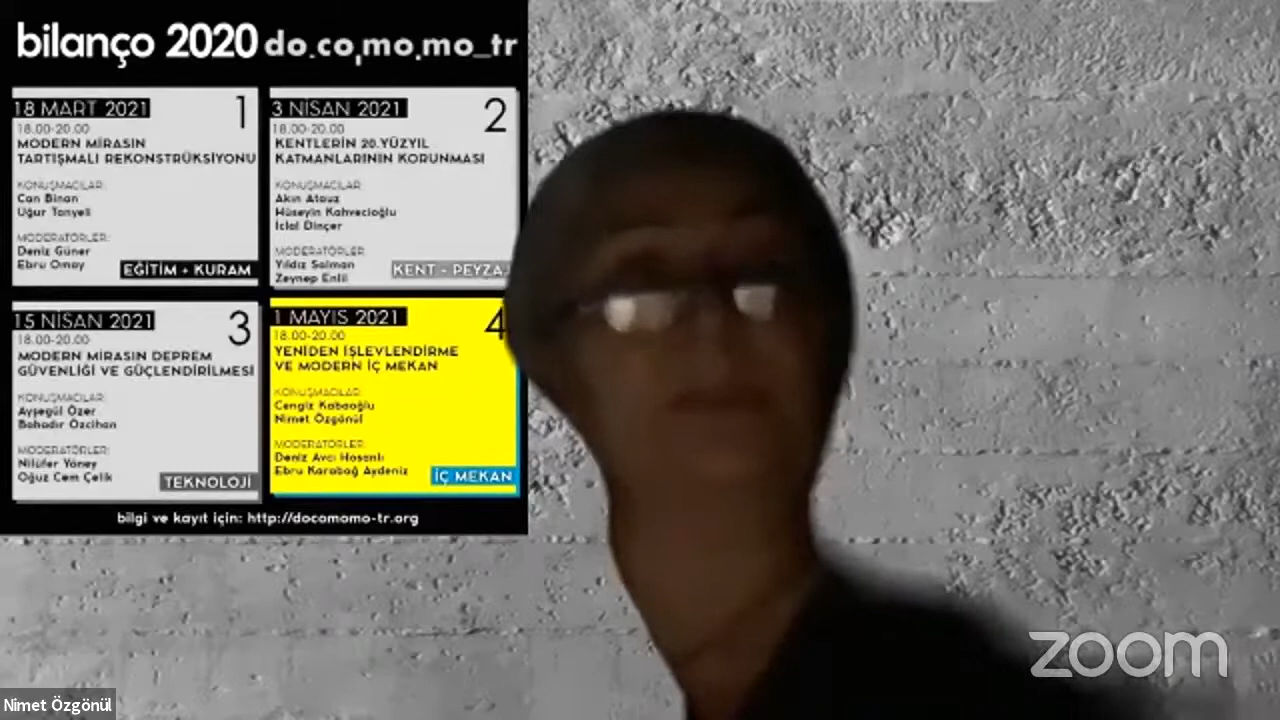 bilanço 2020 do_co_mo_mo_tr
18 MART 2021 1
18.00-20.00
MODERN MİRASIN
TARTIŞMALI REKONSTRÜKSİYONU
KONUŞMACILAR:
Can Binan
Uğur Tanyeli
MODERATÖRLER:
Deniz Güner
Ebru Omay
EĞİTİM + KURAM
3 NİSAN 2021 2
18.00-20.00
KENTLERİN 20.YÜZYIL
KATMANLARININ KORUNMASI
KONUŞMACILAR:
Akın Atauz
Hüseyin Kahvecioğlu
İclal Dinçer
MODERATÖRLER
Yıldız Salman
Zeynep Enlil
KENT - PEYZAJ
15 NİSAN 2021 3
18.00-20.00
MODERN MİRASIN DEPREM
GÜVENLİĞİ VE GÜÇLENDİRİLMESİ
KONUŞMACILAR:
Ayşegül Özer
Bahadır Özcihan
MODERATÖRLER:
Nilüfer Yöney
Oğuz Cem Çelik
TEKNOLOJİ
1 MAYIS 2021 4
18.00-20.00
YENİDEN İŞLEVLENDİRME
VE MODERN İÇ MEKAN
KONUŞMACILAR:
Cengiz Kabaoğlu
Nimet Özgönül
MODERATÖRLER:
Deniz Avcı Hosanlı
Ebru Karabağ Aydeniz
İÇ MEKAN
bilgi ve kayıt için: http://docomomo-tr.org
zoom
Nimet Özgönül